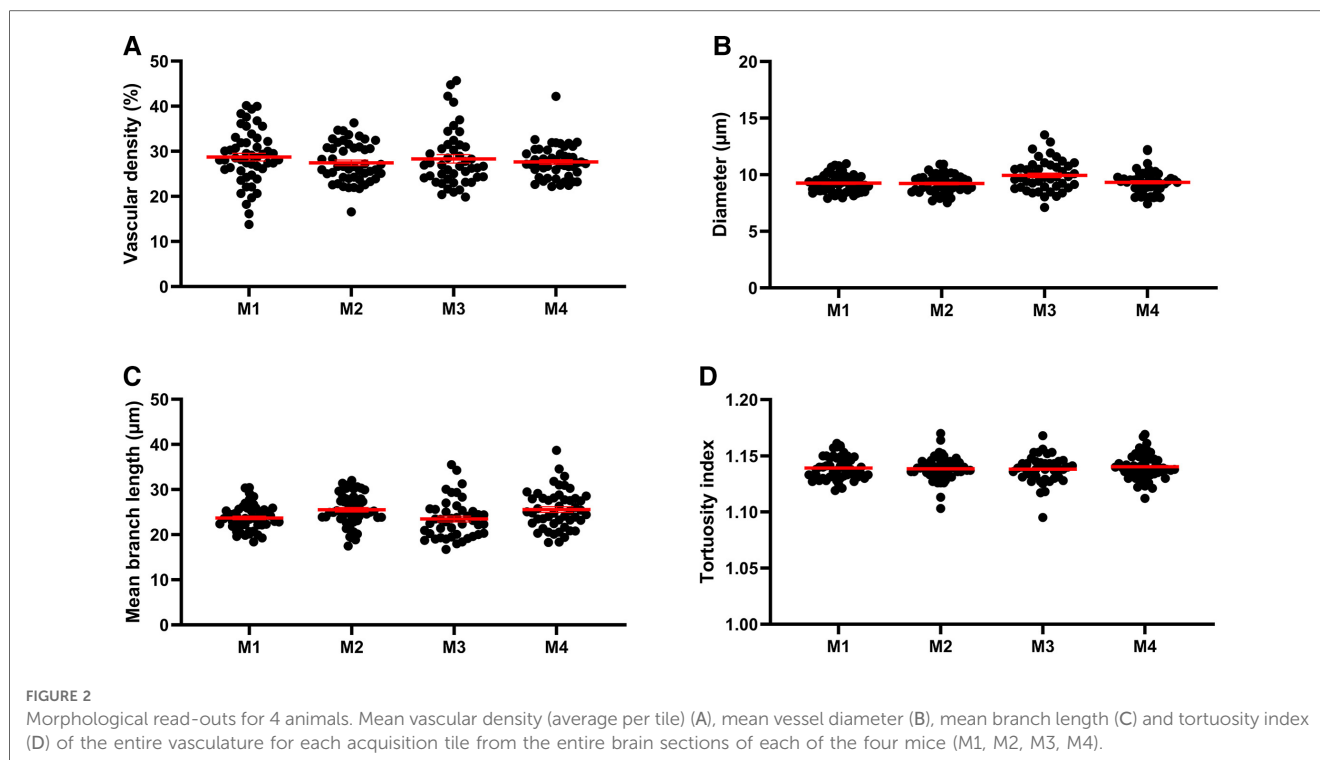 A
B
Vascular density (%)
50
40
30
20
10
0
M1 M2 M3 M4
Diameter (µm)
20
15
10
5
0
M1 M2 M3 M4
C
D
Mean branch length (µm)
50
40
30
20
10
0
M1 M2 M3 M4
Tortuosity index
1.20
1.15
1.10
1.05
1.00
M1 M2 M3 M4
FIGURE 2
Morphological read-outs for 4 animals. Mean vascular density (average per tile) (A), mean vessel diameter (B), mean branch length (C) and tortuosity index
(D) of the entire vasculature for each acquisition tile from the entire brain sections of each of the four mice (M1, M2, M3, M4).